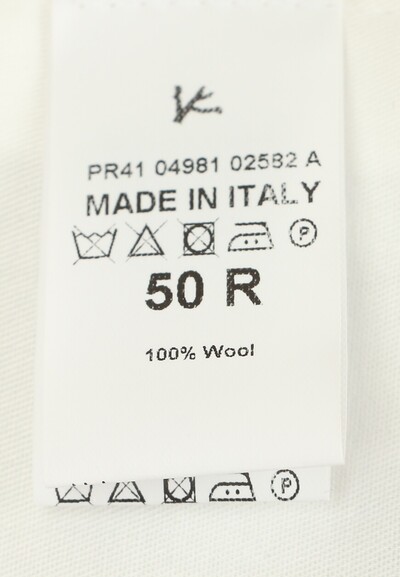 PR41 04981 02582 A
MADE IN ITALY
P
50 R
100% Wool
P